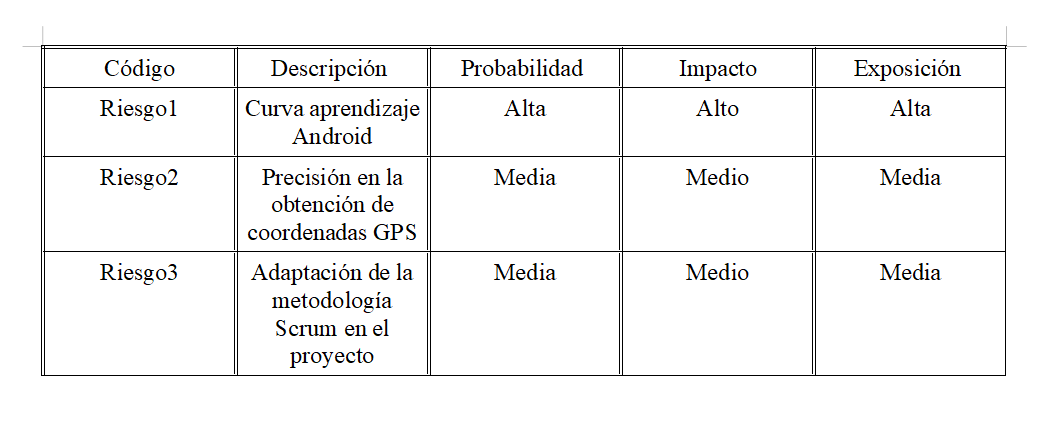 Código Descripción Probabilidad Impacto Exposición
Riesgo1 Curva aprendizaje Alta Alto Alta
Android
Riesgo2 Precisión en la Media Medio Media
obtención de
coordenadas GPS
Riesgo3 Adaptación de la Media Medio Media
metodología
Scrum en el
proyecto